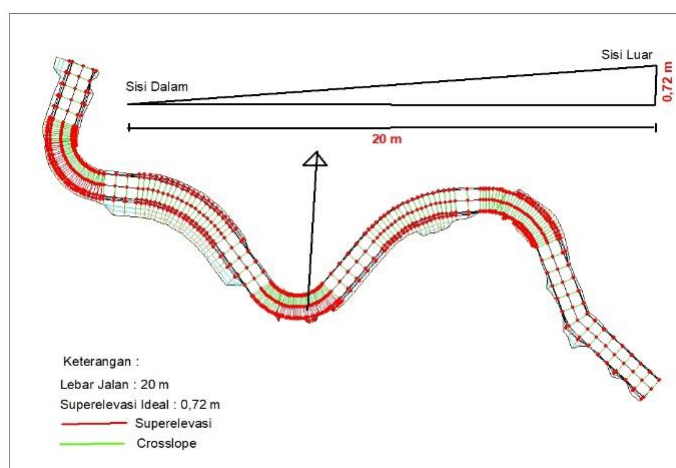 Sisi Luar
Sisi Dalam
0,72 m
20 m
Keterangan :
Lebar Jalan : 20 m
Superelevasi Ideal : 0,72 m
Superelevasi
Crosslope